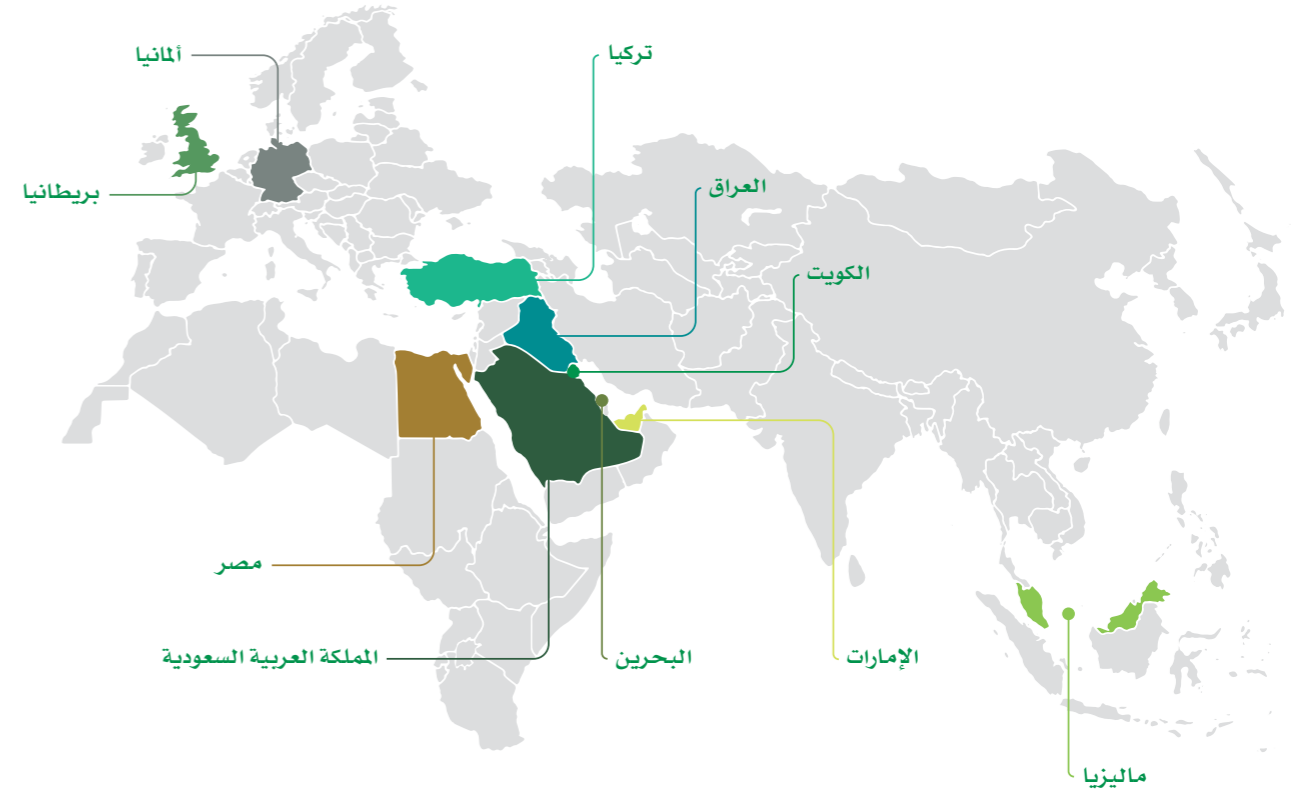 تركيا
ألمانيا
العراق
بريطانيا
الكويت
مصر
الإمارات
البحرين
المملكة العربية السعودية
ماليزيا